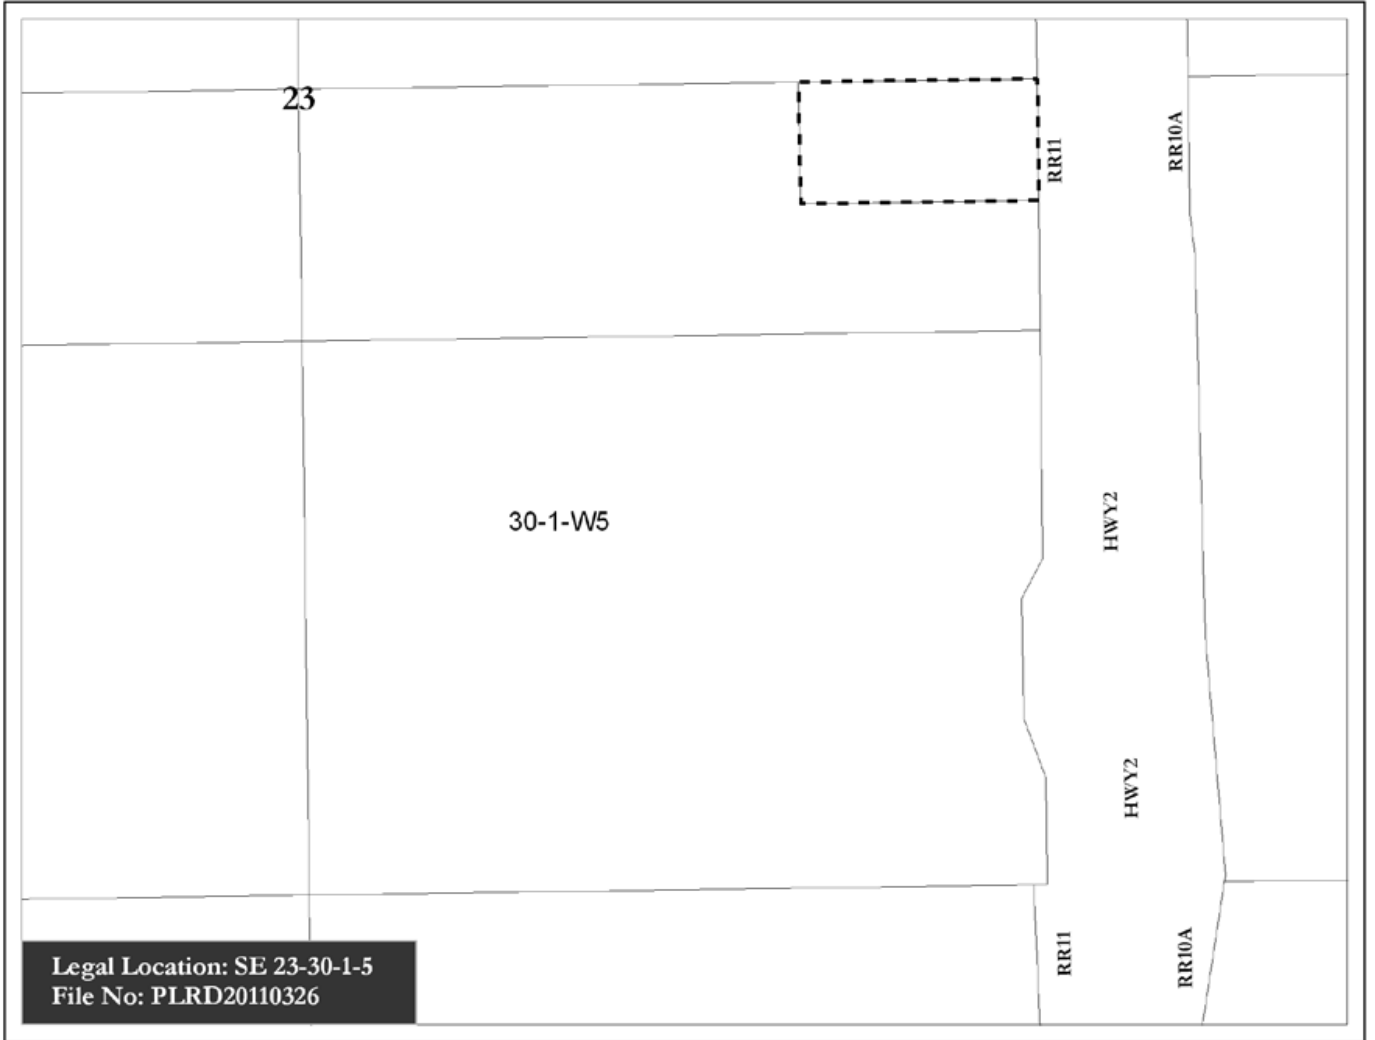 23
RR11
RR10A
30-1-W5
HWY2
HWY2
RR11
RR10A
Legal Location: SE 23-30-1-5
File No: PLRD20110326